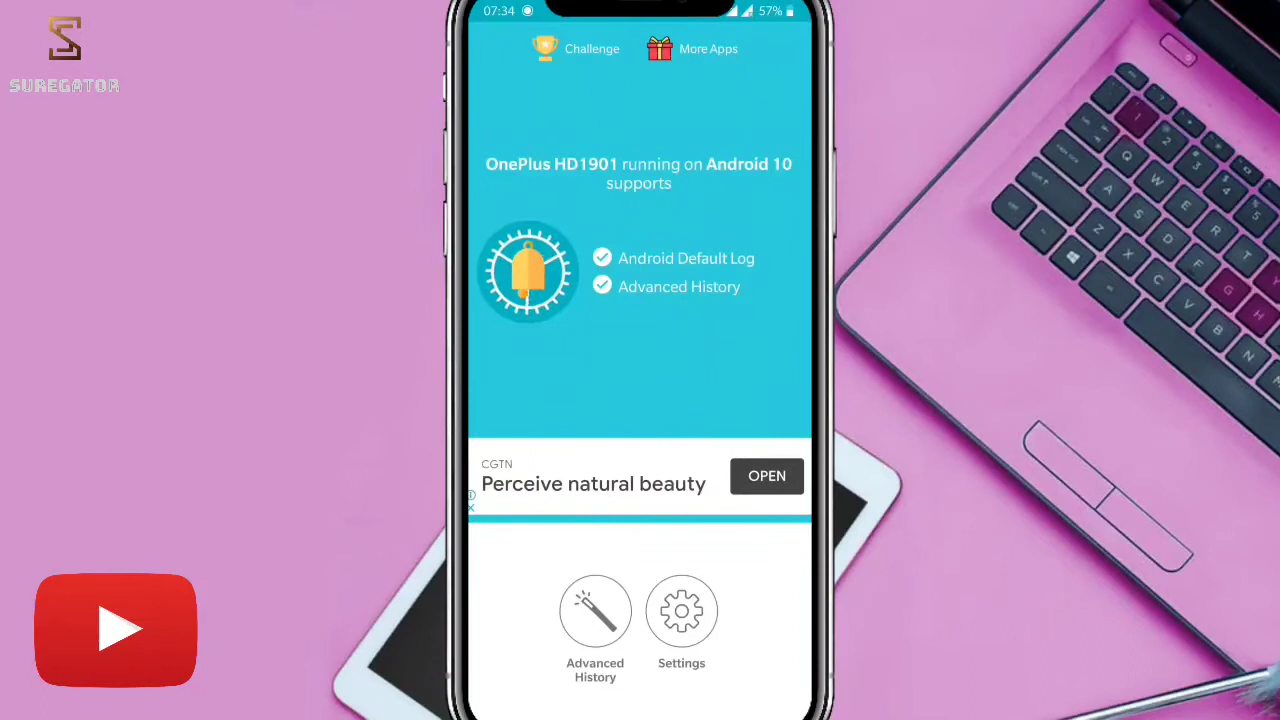 SUREGATOR
07:34
57%
Challenge
More Apps
OnePlus HD1901 running on Android 10
supports
Android Default Log
Advanced History
CGTN
Perceive natural beauty
OPEN
Advanced
History
Settings